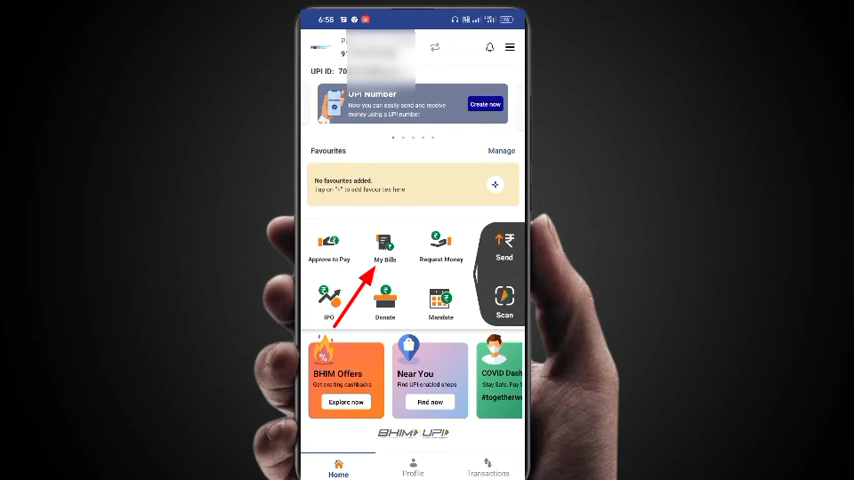 6:58
UPI ID: 70
UPI Number
Now you can easily send and receive
money using a UPI number.
Create now
Favourites
Manage
No favourites added.
Tap on "+" to add favourites here
Approve to Pay
My Bills
Request Money
Send
IPO
Donate
Mandate
Scan
BHIM Offers
Get exciting cashbacks
Explore now
Near You
Find UPI enabled shops
Find now
COVID Dash
Stay Safe. Pay
#togetherwe
BHIM UPI
Home
Profile
Transactions